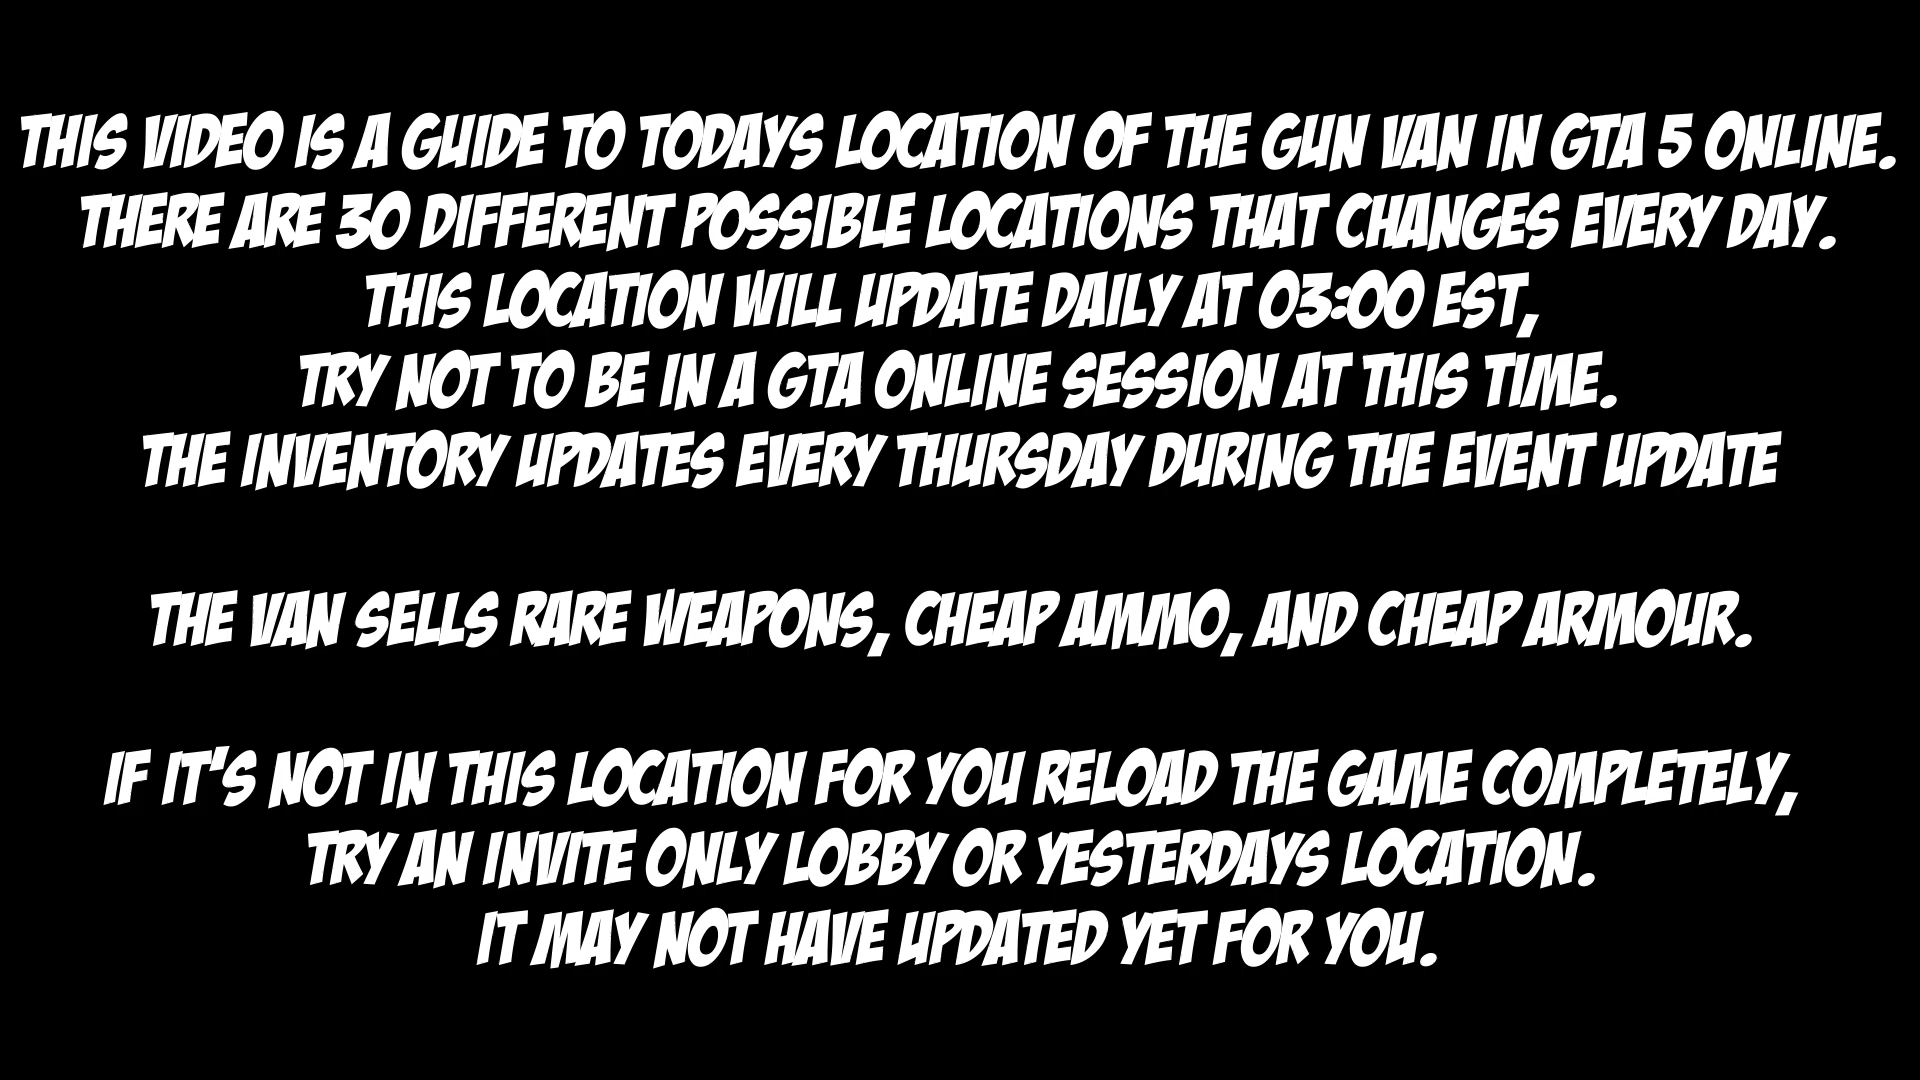 THIS VIDEO IS A GUIDE TO TODAYS LOCATION OF THE GUN VAN IN GTA 5 ONLINE.
THERE ARE 30 DIFFERENT POSSIBLE LOCATIONS THAT CHANGES EVERY DAY.
THIS LOCATION WILL UPDATE DAILY AT 03:00 EST,
TRY NOT TO BE IN A GTA ONLINE SESSION AT THIS TIME.
THE INVENTORY UPDATES EVERY THURSDAY DURING THE EVENT UPDATE
THE VAN SELLS RARE WEAPONS, CHEAP AMMO, AND CHEAP ARMOUR.
IF IT'S NOT IN THIS LOCATION FOR YOU RELOAD THE GAME COMPLETELY,
TRY AN INVITE ONLY LOBBY OR YESTERDAYS LOCATION.
IT MAY NOT HAVE UPDATED YET FOR YOU.